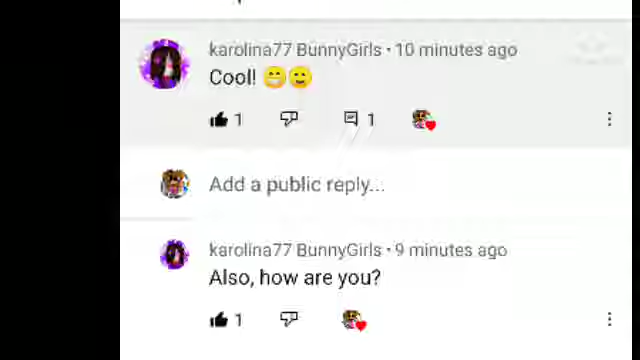 karolina77 BunnyGirls • 10 minutes ago
Cool! 😁🙂
1
1
Add a public reply...
karolina77 BunnyGirls • 9 minutes ago
Also, how are you?
1